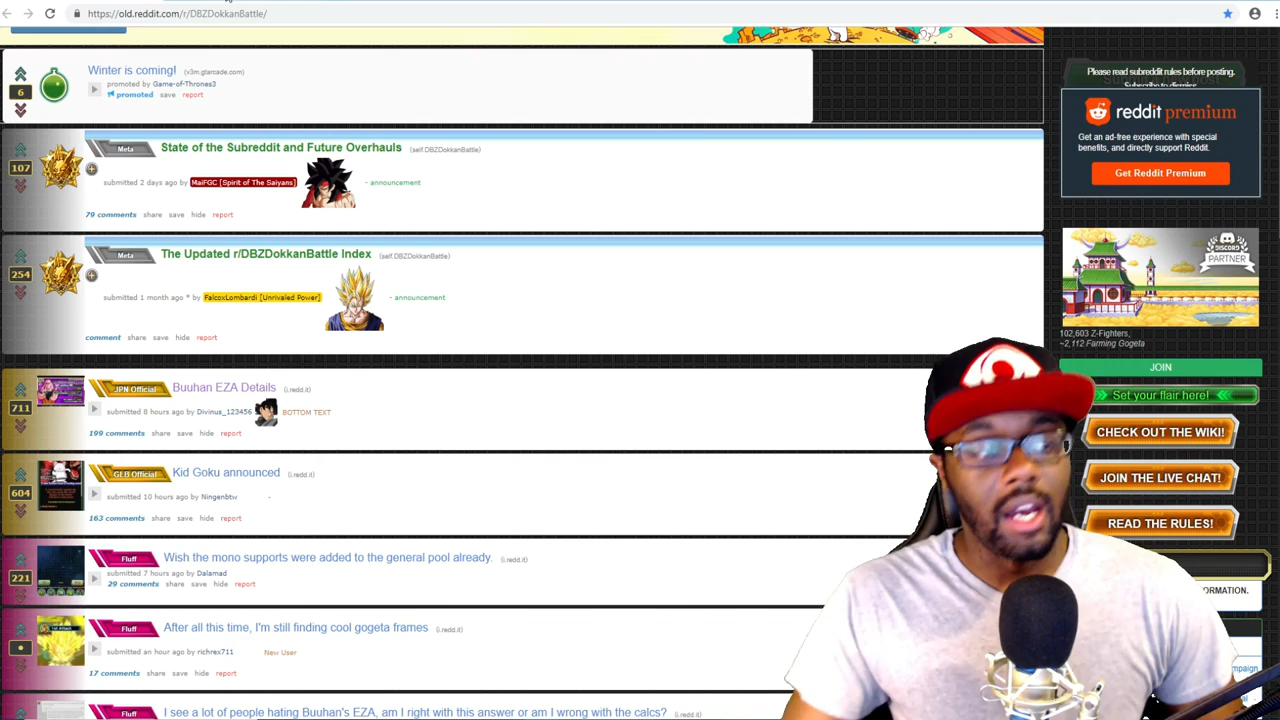 https://old.reddit.com/r/DBZDokkanBattle/
Winter is coming! (v3m.gtarcade.com)
promoted by Game-of-Thrones3
promoted save report
6
Meta State of the Subreddit and Future Overhauls (self.DBZDokkanBattle)
107
submitted 2 days ago by MaiFGC [Spirit of The Saiyans] - announcement
79 comments share save hide report
Meta The Updated r/DBZDokkanBattle Index (self.DBZDokkanBattle)
254
submitted 1 month ago * by FalcoxLombardi [Unrivaled Power] - announcement
comment share save hide report
JPN Official Buuhan EZA Details (i.redd.it)
711
submitted 8 hours ago by Divinus_123456 BOTTOM TEXT
199 comments share save hide report
GLB Official Kid Goku announced (i.redd.it)
604
submitted 10 hours ago by Ningenbtw -
163 comments share save hide report
Fluff Wish the mono supports were added to the general pool already. (i.redd.it)
221
submitted 7 hours ago by Dalamad
29 comments share save hide report
Fluff After all this time, I'm still finding cool gogeta frames (i.redd.it)
•
submitted an hour ago by richrex711 New User
17 comments share save hide report
Fluff I see a lot of people hating Buuhan's EZA, am I right with this answer or am I wrong with the calcs? (i.redd.it)
Please read subreddit rules before posting.
Subscribe to dismiss.
reddit premium
Get an ad-free experience with special
benefits, and directly support Reddit.
Get Reddit Premium
DISCORD
PARTNER
102,603 Z-Fighters,
~2,112 Farming Gogeta
JOIN
Set your flair here!
CHECK OUT THE WIKI!
JOIN THE LIVE CHAT!
READ THE RULES!